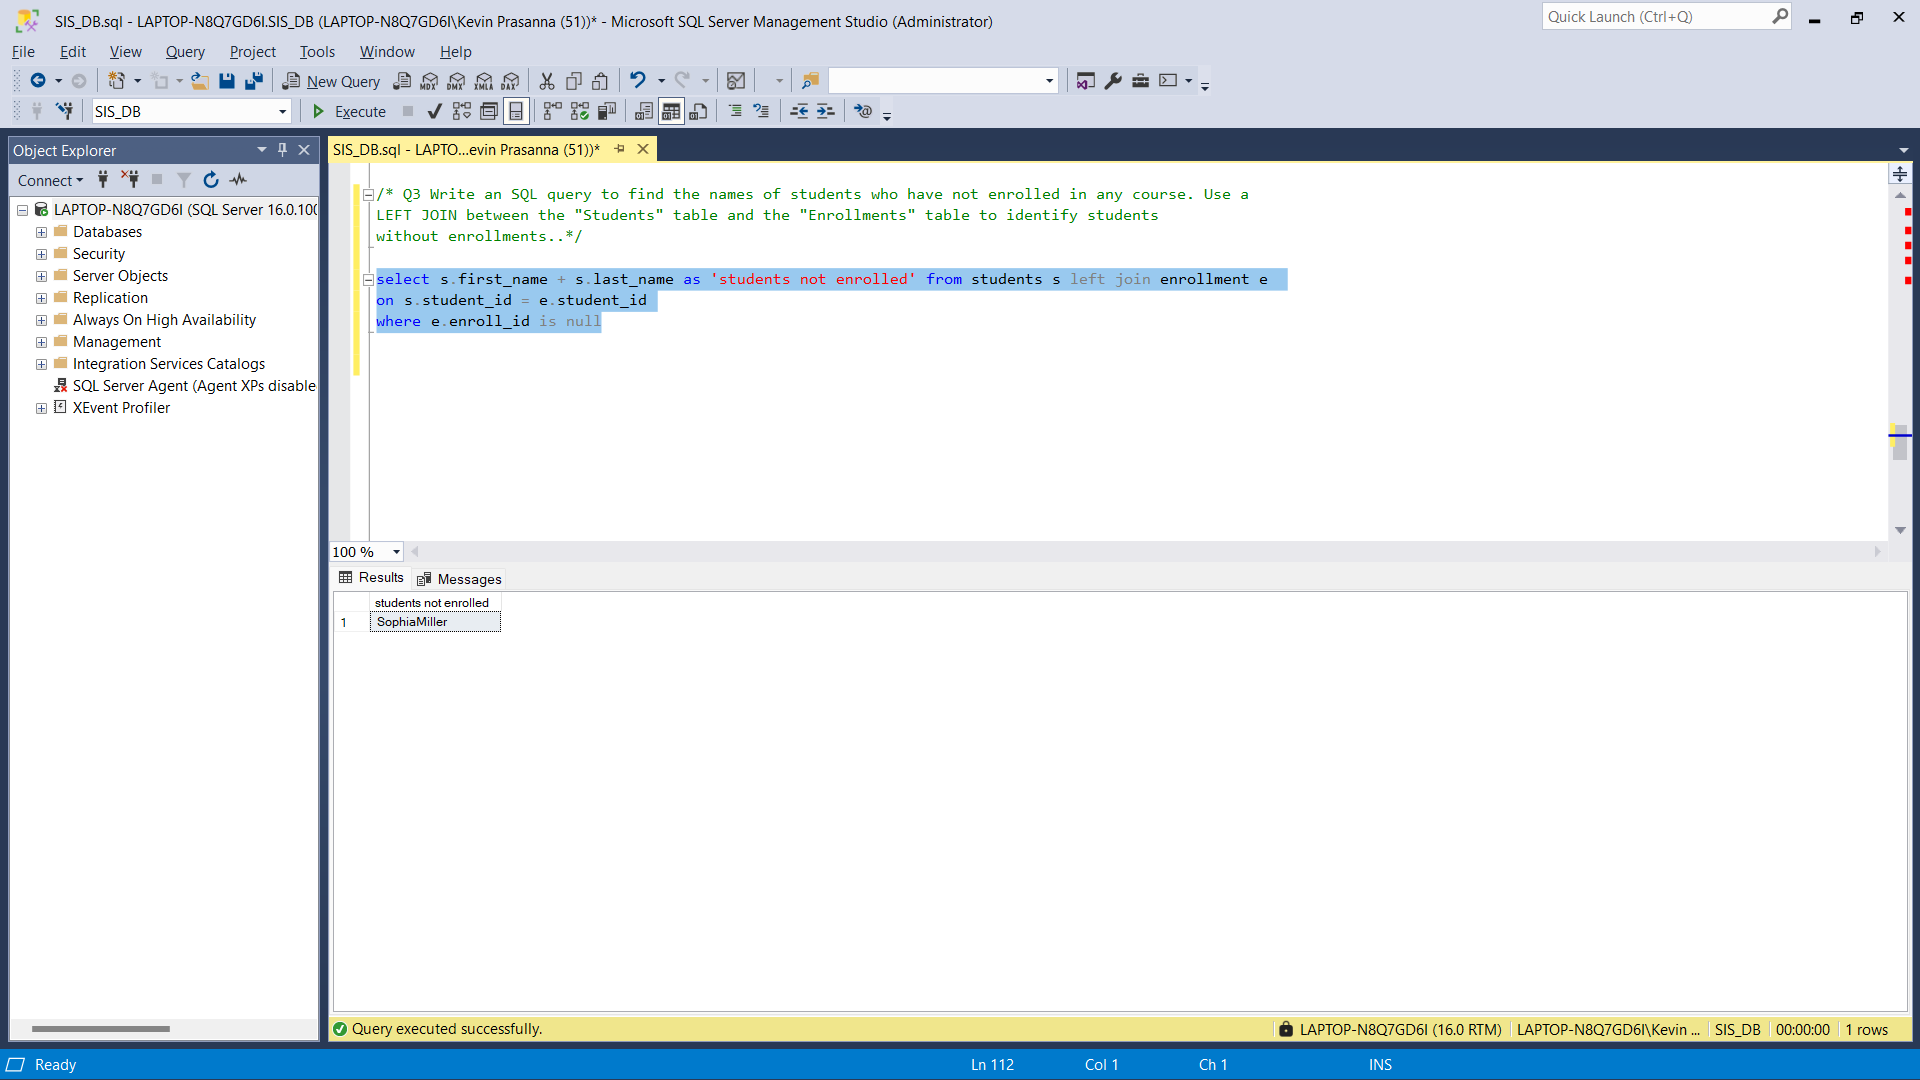 SIS_DB.sql - LAPTOP-N8Q7GD6I.SIS_DB (LAPTOP-N8Q7GD6I\Kevin Prasanna (51))* - Microsoft SQL Server Management Studio (Administrator)
Quick Launch (Ctrl+Q)
File Edit View Query Project Tools Window Help
New Query MDX DMX XMLA DAX
SIS_DB Execute
Object Explorer
SIS_DB.sql - LAPTO...evin Prasanna (51))*
Connect
LAPTOP-N8Q7GD6I (SQL Server 16.0.100
Databases
Security
Server Objects
Replication
Always On High Availability
Management
Integration Services Catalogs
SQL Server Agent (Agent XPs disable
XEvent Profiler
/* Q3 Write an SQL query to find the names of students who have not enrolled in any course. Use a
LEFT JOIN between the "Students" table and the "Enrollments" table to identify students
without enrollments..*/
select s.first_name + s.last_name as 'students not enrolled' from students s left join enrollment e
on s.student_id = e.student_id
where e.enroll_id is null
100 %
Results Messages
students not enrolled
1 SophiaMiller
Query executed successfully. LAPTOP-N8Q7GD6I (16.0 RTM) LAPTOP-N8Q7GD6I\Kevin ... SIS_DB 00:00:00 1 rows
Ready Ln 112 Col 1 Ch 1 INS